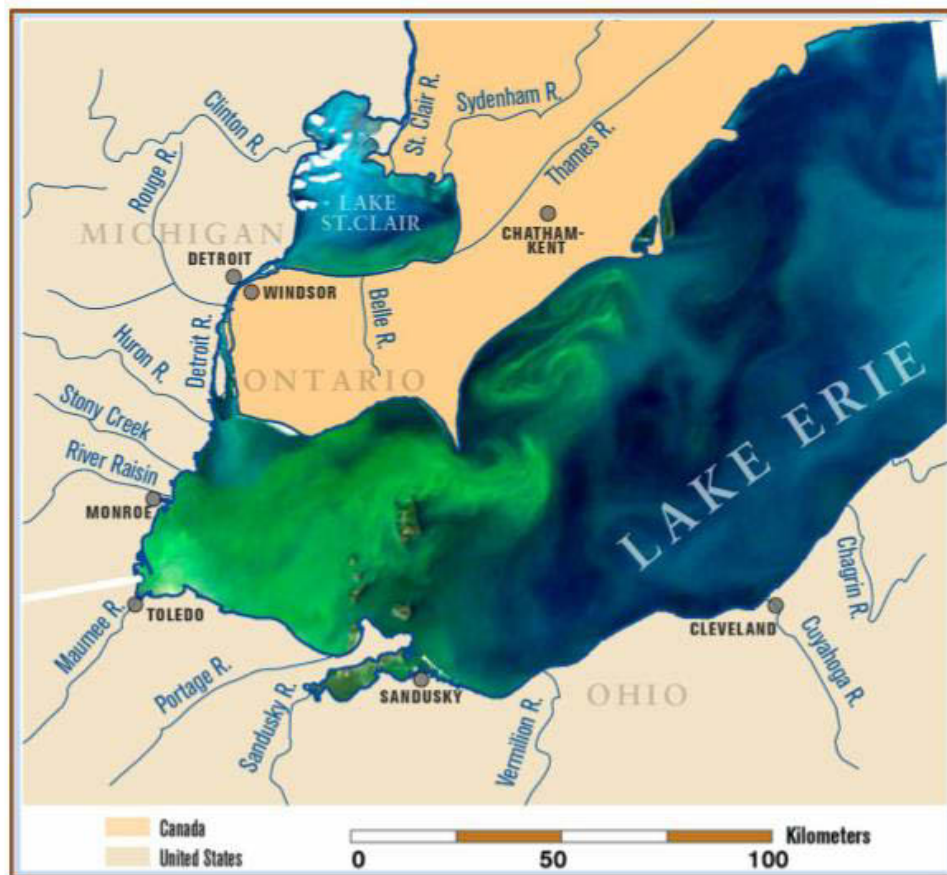 Clinton R.
St. Clair R.
Sydenham R.
Rouge R.
Thames R.
LAKE
ST.CLAIR
MICHIGAN
CHATHAM-
KENT
DETROIT
WINDSOR
Belle R.
Detroit R.
Huron R.
ONTARIO
Stony Creek
LAKE ERIE
River Raisin
MONROE
Chagrin R.
TOLEDO
Maumee R.
CLEVELAND
Cuyahoga R.
Portage R.
SANDUSKY
Sandusky R.
OHIO
Vermilion R.
Canada
United States
Kilometers
0 50 100